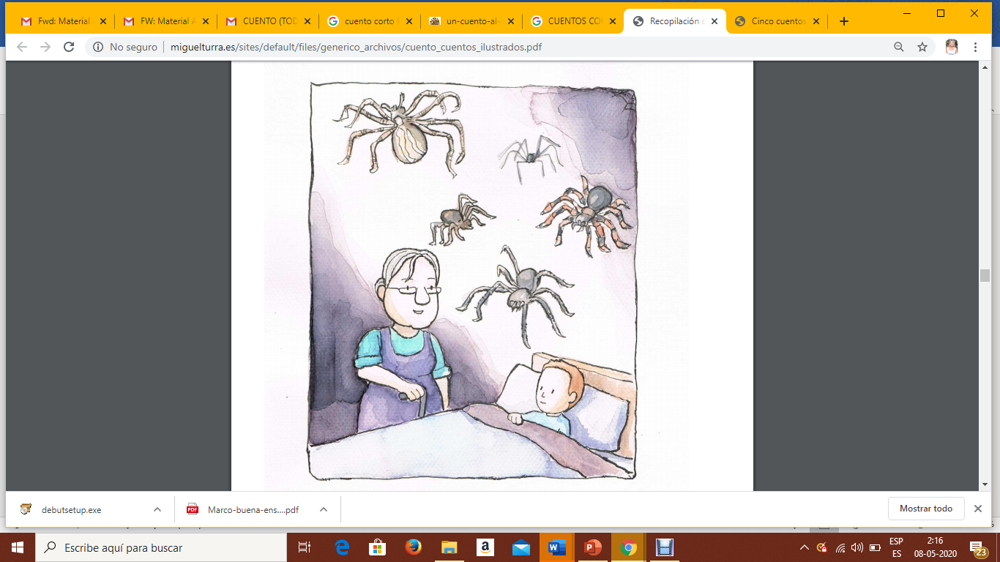 Fwd: Material
FW: Material A
CUENTO (TOD
cuento corto
un-cuento-al-
CUENTOS CO
Recopilación
Cinco cuentos
No seguro
miguelturra.es/sites/default/files/generico_archivos/cuento_cuentos_ilustrados.pdf
debutsetup.exe
Marco-buena-ens....pdf
Mostrar todo
Escribe aquí para buscar
ESP
ES
2:16
08-05-2020
23